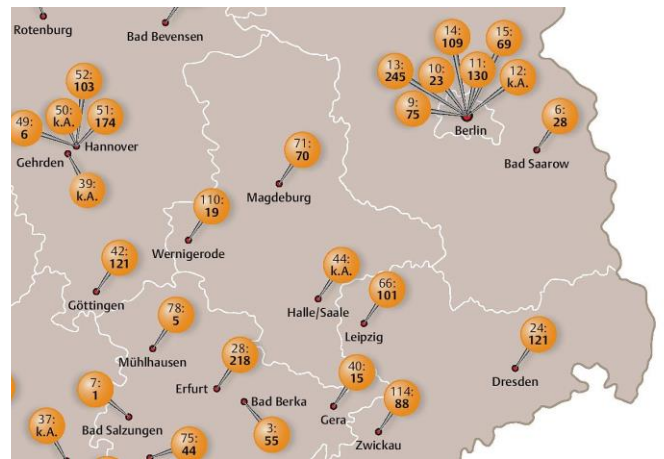 Rotenburg
Bad Bevensen
14:
109
15:
69
13:
245
10:
23
11:
130
12:
k.A.
9:
75
Berlin
6:
28
Bad Saarow
52:
103
50:
k.A.
51:
174
49:
6
Hannover
Gehrden
39:
k.A.
71:
70
Magdeburg
110:
19
Wernigerode
42:
121
Göttingen
44:
k.A.
Halle/Saale
66:
101
Leipzig
78:
5
Mühlhausen
28:
218
Erfurt
24:
121
Dresden
7:
1
Bad Salzungen
Bad Berka
3:
55
40:
15
Gera
114:
88
Zwickau
37:
k.A.
75:
44